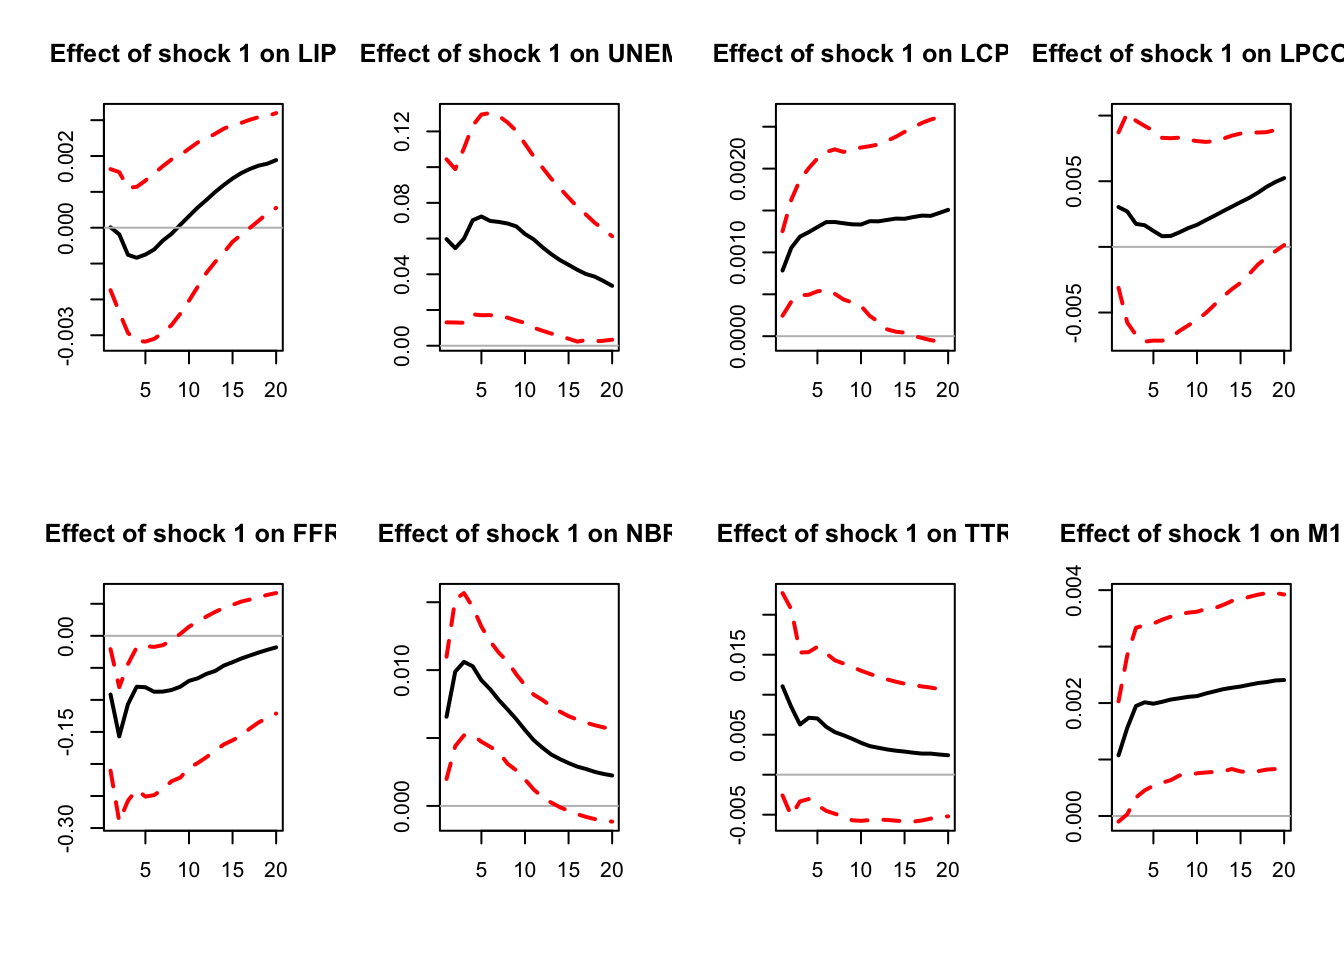 Effect of shock 1 on LIP
Effect of shock 1 on UNEM
Effect of shock 1 on LCP
Effect of shock 1 on LPCO
0.002
0.000
-0.003
5 10 15 20
0.12
0.08
0.04
0.00
5 10 15 20
0.0020
0.0010
0.0000
5 10 15 20
0.005
-0.005
5 10 15 20
Effect of shock 1 on FFR
Effect of shock 1 on NBR
Effect of shock 1 on TTR
Effect of shock 1 on M1
0.00
-0.15
-0.30
5 10 15 20
0.010
0.000
5 10 15 20
0.015
0.005
-0.005
5 10 15 20
0.004
0.002
0.000
5 10 15 20